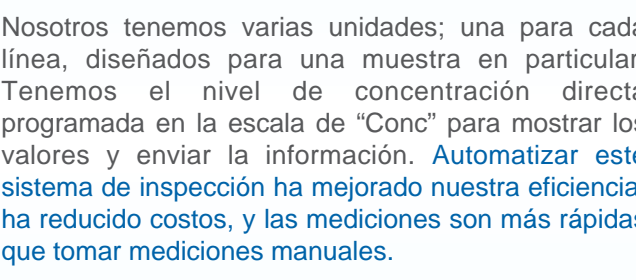 Nosotros tenemos varias unidades; una para cada
línea, diseñados para una muestra en particular
Tenemos el nivel de concentración directa
programada en la escala de “Conc” para mostrar los
valores y enviar la información. Automatizar este
sistema de inspección ha mejorado nuestra eficiencia,
ha reducido costos, y las mediciones son más rápidas
que tomar mediciones manuales.